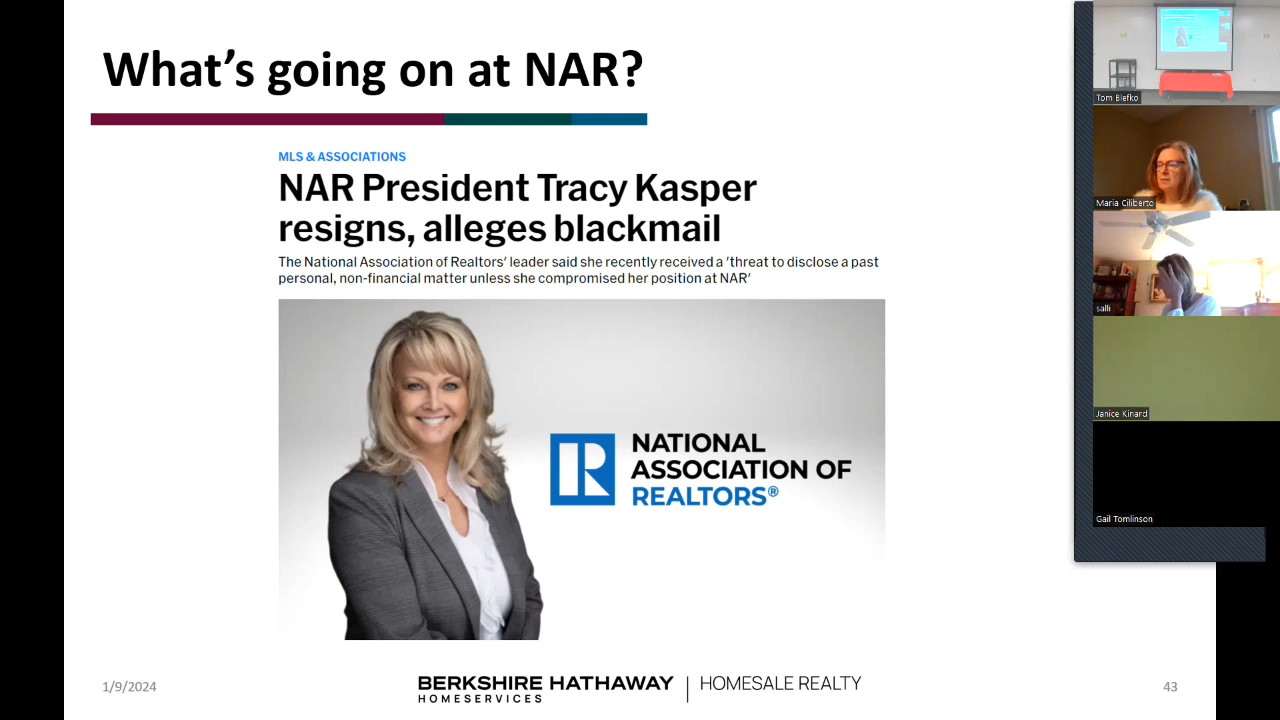 What's going on at NAR?
MLS & ASSOCIATIONS
NAR President Tracy Kasper
resigns, alleges blackmail
The National Association of Realtors' leader said she recently received a 'threat to disclose a past
personal, non-financial matter unless she compromised her position at NAR'
NATIONAL
ASSOCIATION OF
REALTORS®
1/9/2024
BERKSHIRE HATHAWAY
HOMESERVICES
HOMESALE REALTY
43
Tom Blefko
Maria Ciliberto
salli
Janice Kinard
Gail Tomlinson